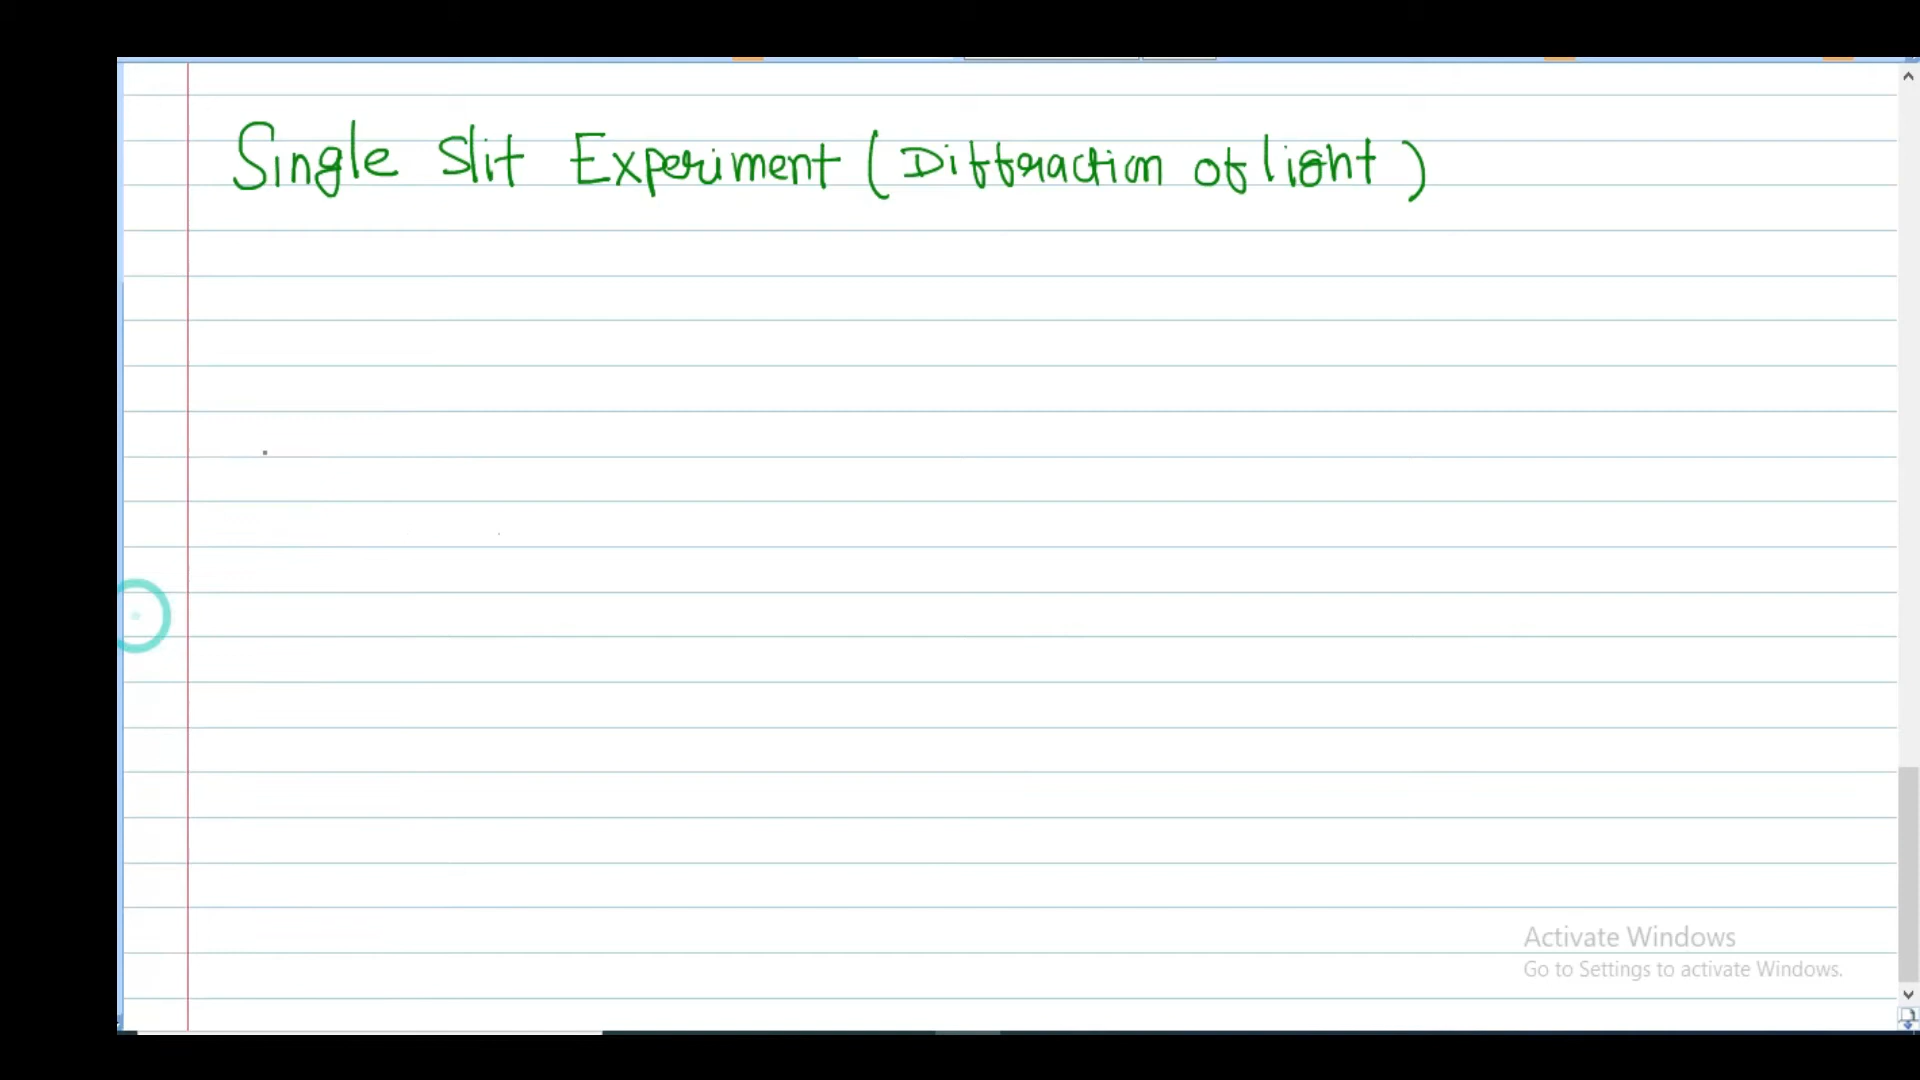 Single Slit Experiment (Diffraction of light)
Activate Windows
Go to Settings to activate Windows.